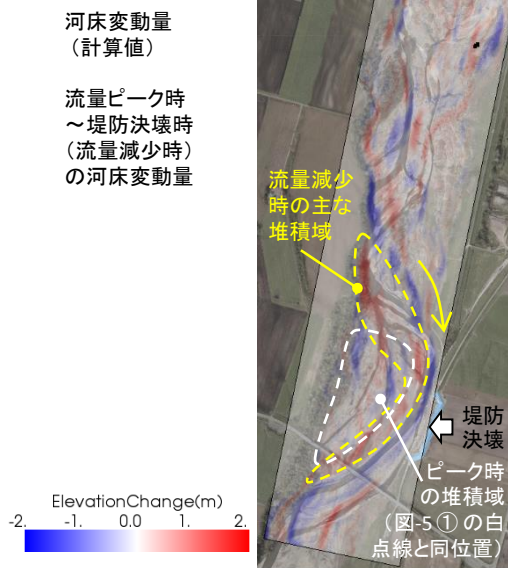 河床変動量
(計算値)
流量ピーク時
～堤防決壊時
(流量減少時)
の河床変動量
流量減少
時の主な
堆積域
堤防
決壊
ピーク時
の堆積域
(図-5①の白
点線と同位置)
ElevationChange(m)
-2. -1. 0.0 1. 2.